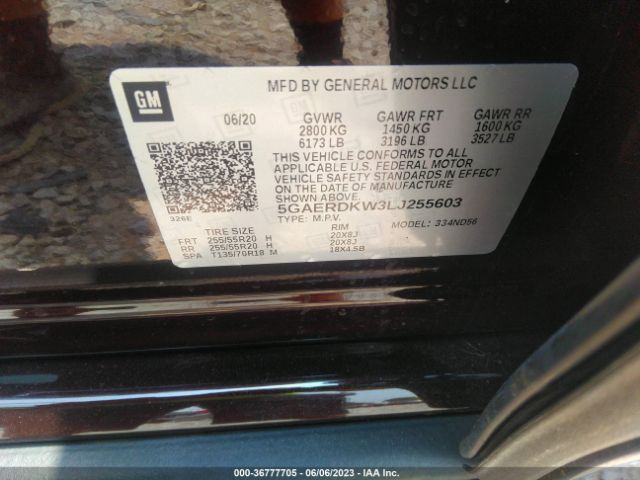 GM
MFD BY GENERAL MOTORS LLC
06/20 GVWR GAWR FRT GAWR RR
2800 KG 1450 KG 1600 KG
6173 LB 3196 LB 3527 LB
THIS VEHICLE CONFORMS TO ALL
APPLICABLE U.S. FEDERAL MOTOR
VEHICLE SAFETY STANDARDS IN EFFECT
ON THE DATE OF MANUFACTURE
SHOWN ABOVE.
5GAERDKW3LJ255603
326E TYPE: M.P.V. MODEL: 334ND56
TIRE SIZE RIM
FRT 255/55R20 H 20X8J
RR 255/55R20 H 20X8J
SPA T135/70R18 M 18X4.5B
000-36777705 - 06/06/2023 - IAA Inc.